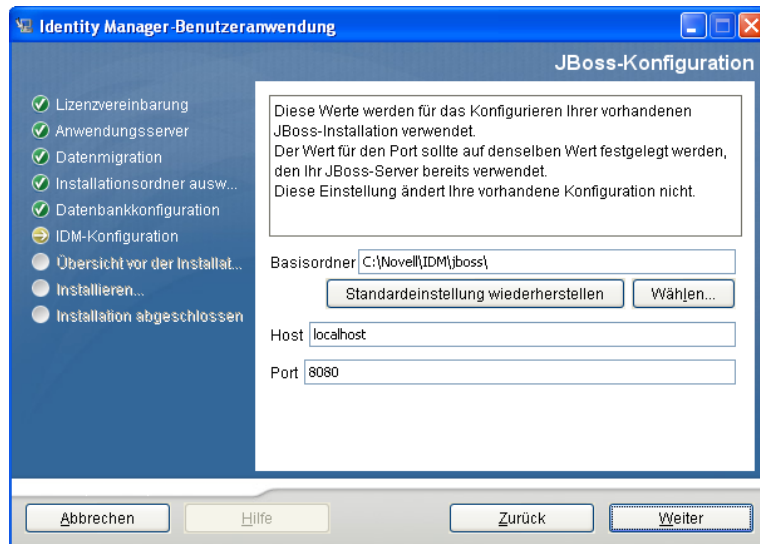 Identity Manager-Benutzeranwendung
JBoss-Konfiguration
Lizenzvereinbarung
Anwendungsserver
Datenmigration
Installationsordner ausw...
Datenbankkonfiguration
IDM-Konfiguration
Übersicht vor der Installat...
Installieren...
Installation abgeschlossen
Diese Werte werden für das Konfigurieren Ihrer vorhandenen
JBoss-Installation verwendet.
Der Wert für den Port sollte auf denselben Wert festgelegt werden,
den Ihr JBoss-Server bereits verwendet.
Diese Einstellung ändert Ihre vorhandene Konfiguration nicht.
Basisordner C:\Novell\IDM\jboss\
Standardeinstellung wiederherstellen Wählen...
Host localhost
Port 8080
Abbrechen Hilfe Zurück Weiter